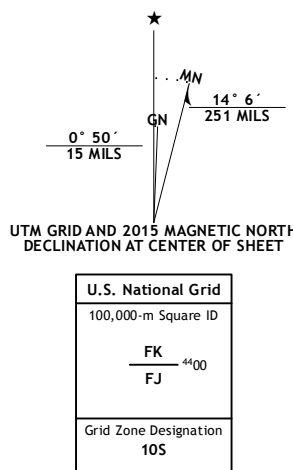 ★
MN
GN
14° 6´
251 MILS
0° 50´
15 MILS
UTM GRID AND 2015 MAGNETIC NORTH
DECLINATION AT CENTER OF SHEET
U.S. National Grid
100,000-m Square ID
FK
4400
FJ
Grid Zone Designation
10S